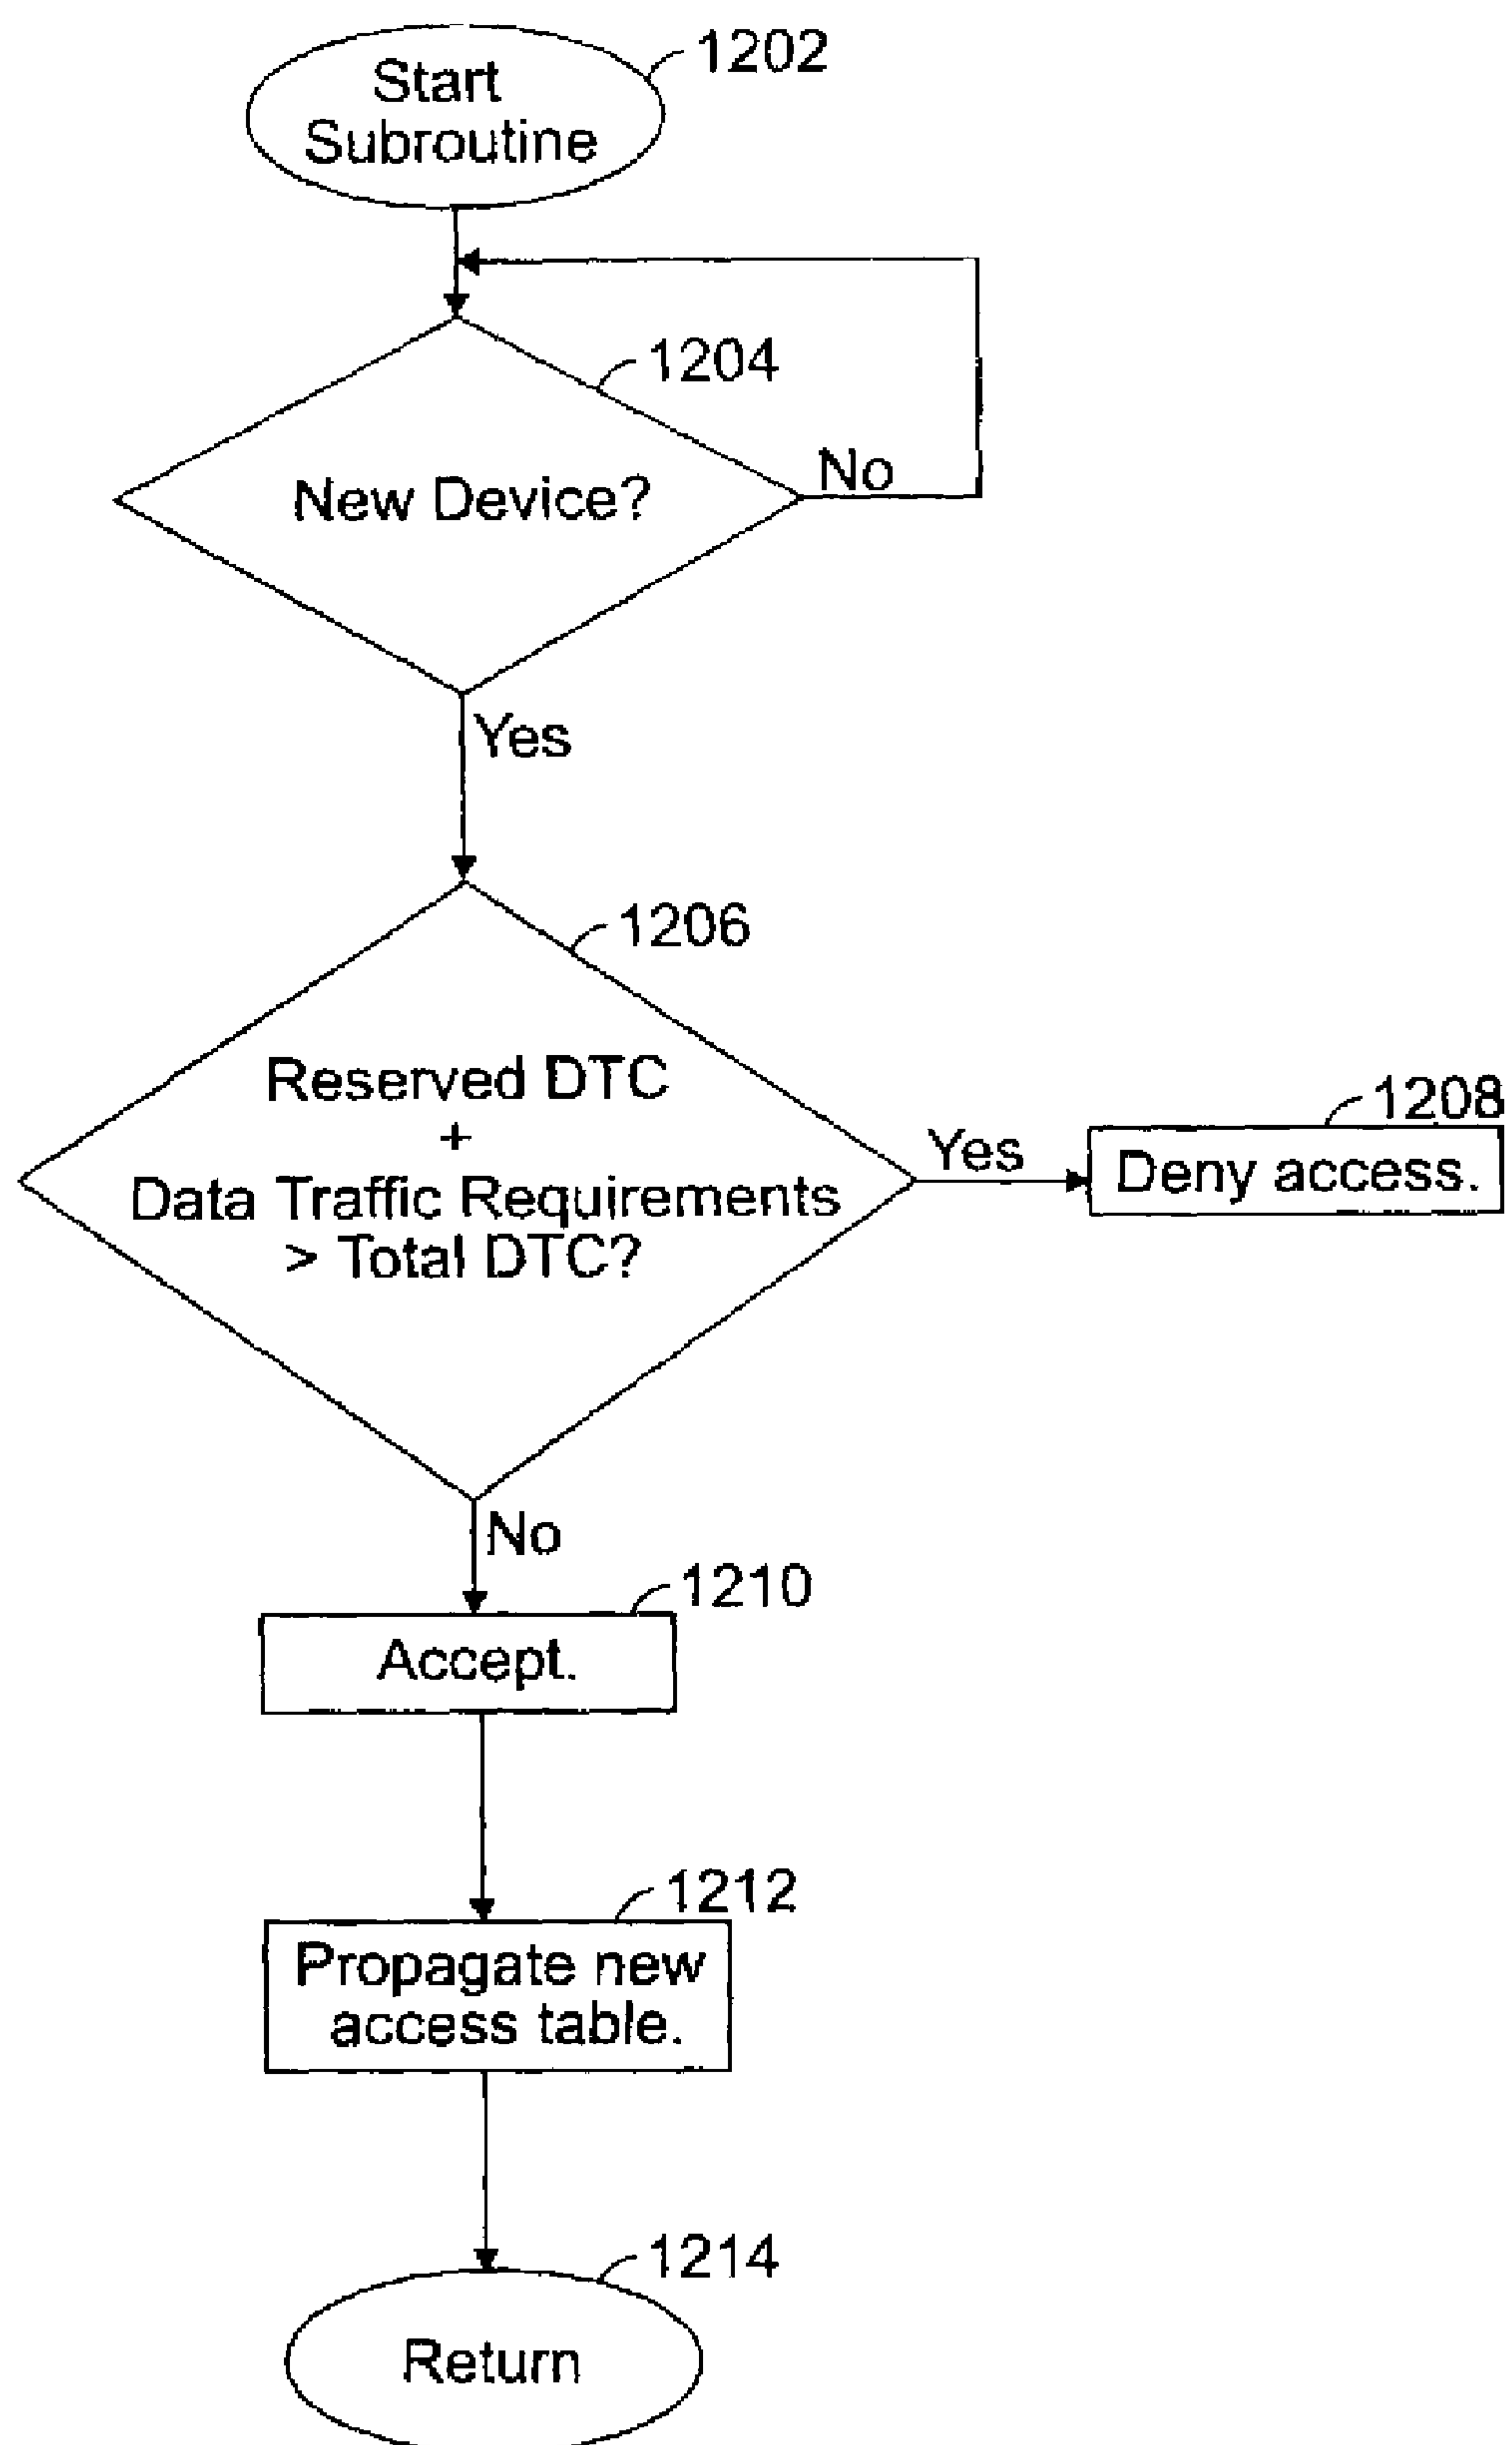 1202
Start
Subroutine
1204
New Device?
No
Yes
1206
Reserved DTC
+
Data Traffic Requirements
> Total DTC?
Yes
1208
Deny access.
No
1210
Accept.
1212
Propagate new
access table.
1214
Return